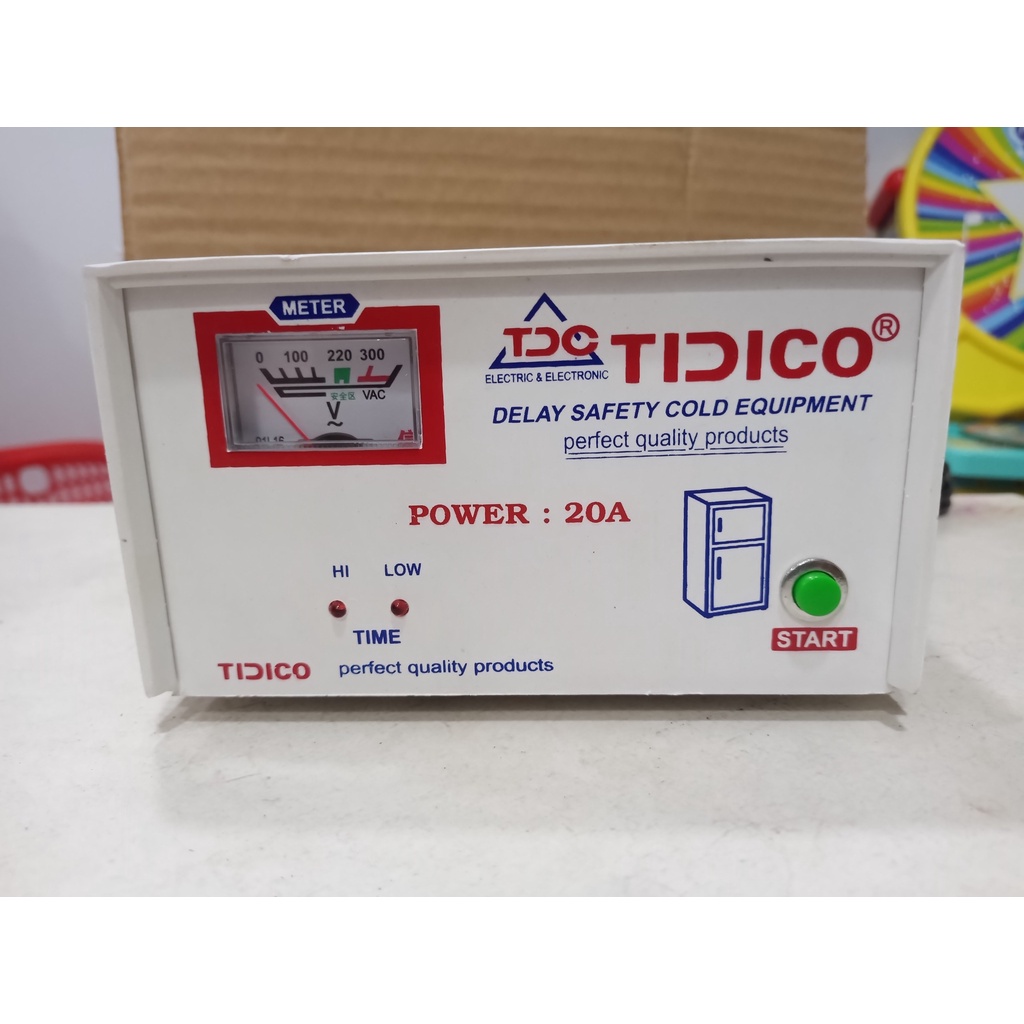 METER
0 100 220 300
安全区 VAC
V
~
TDC
ELECTRIC & ELECTRONIC
TIDICO®
DELAY SAFETY COLD EQUIPMENT
perfect quality products
POWER : 20A
HI LOW
TIME
START
TIDICO perfect quality products